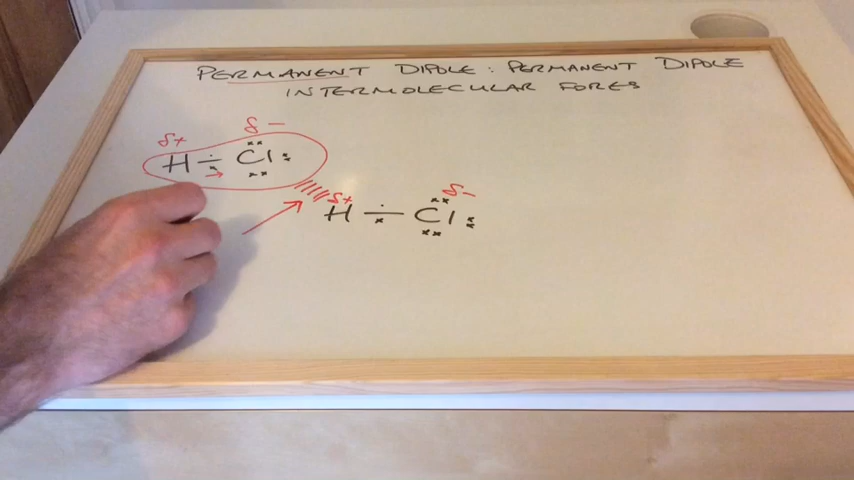 PERMANENT DIPOLE : PERMANENT DIPOLE
INTERMOLECULAR FORES
δ+ δ-
H Cl
δ+ δ-
H Cl